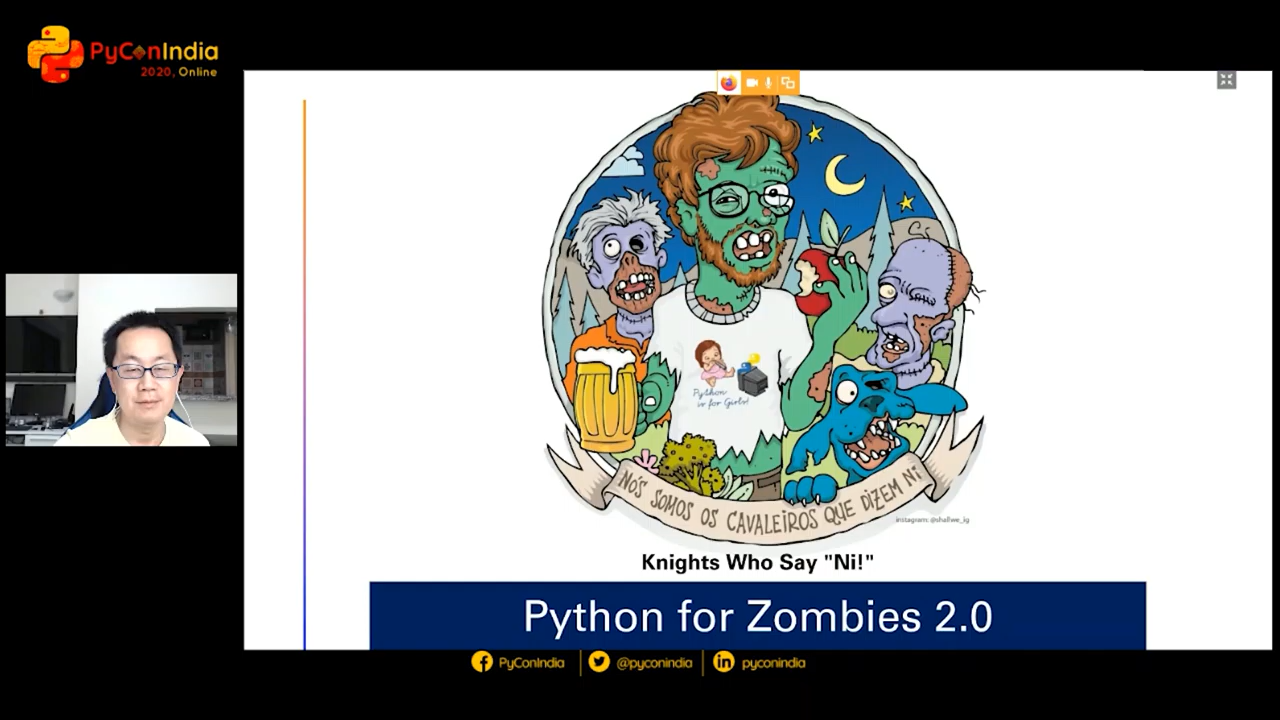 PyConIndia
2020, Online
Python
is for Girls!
NÓS SOMOS OS CAVALEIROS QUE DIZEM NI
instagram: @shallwe_ig
Knights Who Say "Ni!"
Python for Zombies 2.0
PyConIndia
@pyconindia
pyconindia